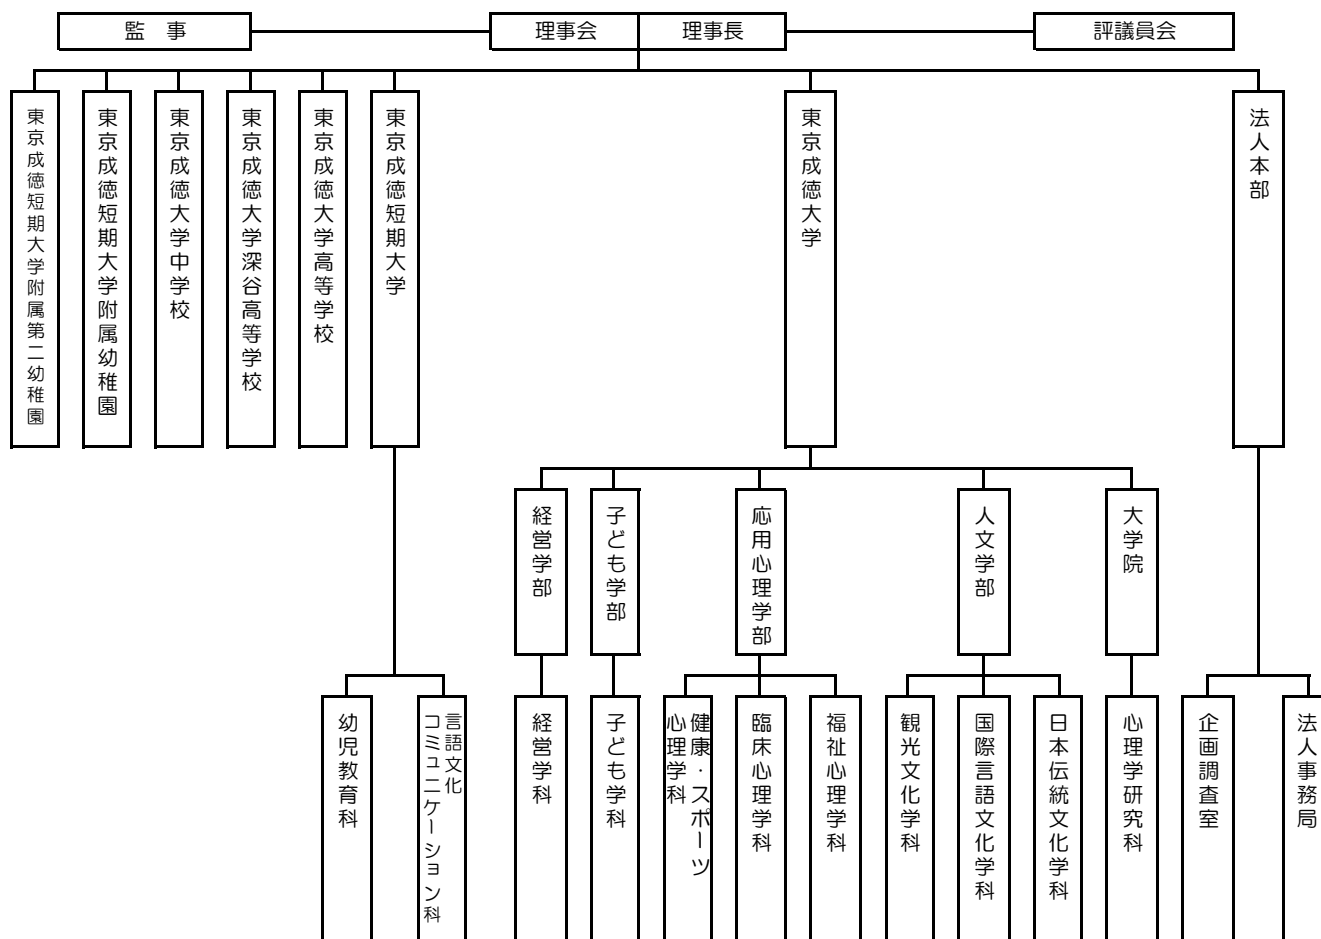 監　事
理事会
理事長
評議員会
法人本部
東京成徳大学
東京成徳短期大学
東京成徳大学高等学校
東京成徳大学深谷高等学校
東京成徳大学中学校
東京成徳短期大学附属幼稚園
東京成徳短期大学附属第二幼稚園
大学院
人文学部
応用心理学部
子ども学部
経営学部
法人事務局
企画調査室
心理学研究科
日本伝統文化学科
国際言語文化学科
観光文化学科
福祉心理学科
臨床心理学科
健康・スポーツ
心理学科
子ども学科
経営学科
言語文化
コミュニケーション科
幼児教育科